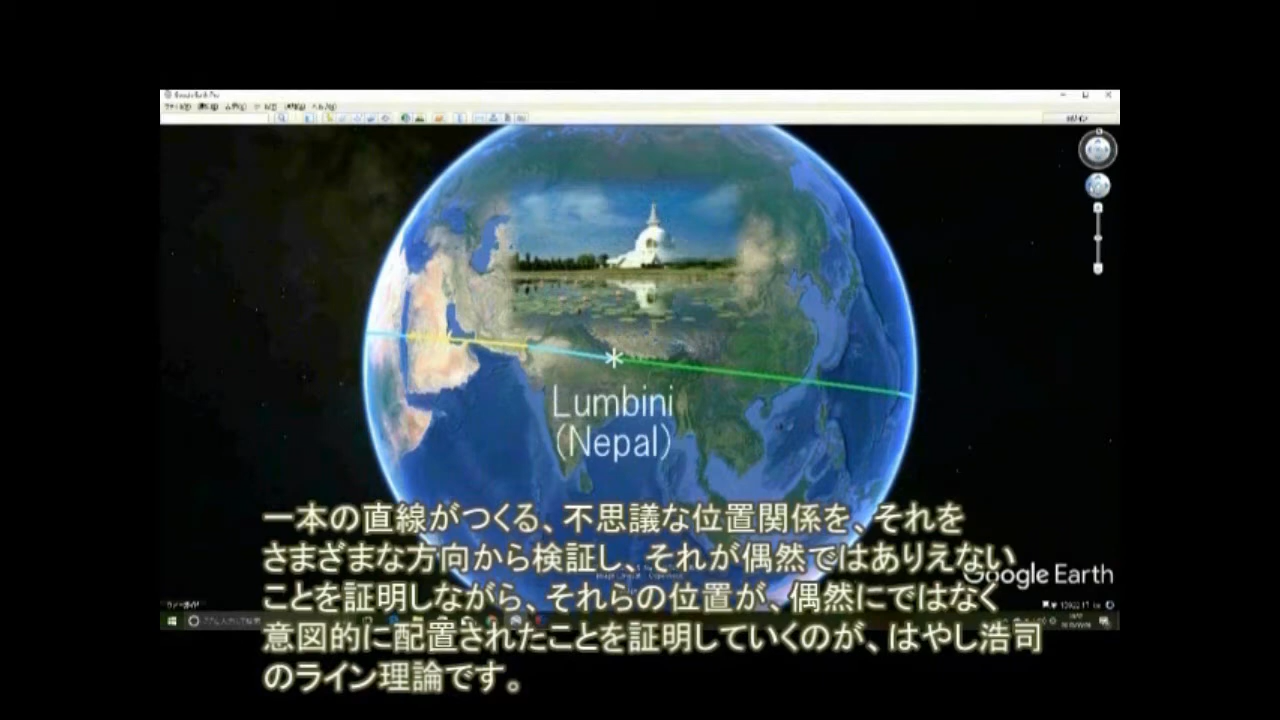 Google Earth Pro
Lumbini
(Nepal)
一本の直線がつくる、不思議な位置関係を、それを
さまざまな方向から検証し、それが偶然ではありえない
Google Earth
ことを証明しながら、それらの位置が、偶然にではなく
意図的に配置されたことを証明していくのが、はやし浩司
のライン理論です。